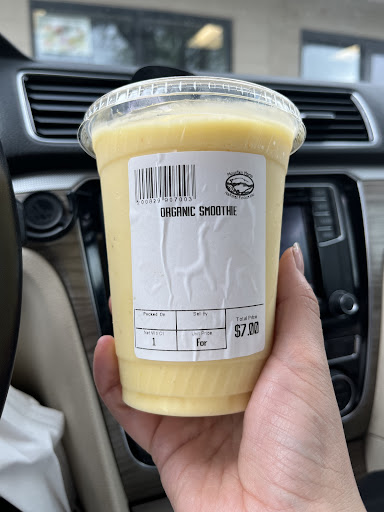 ORGANIC SMOOTHIE
Packed On
Sell By
Total Price
$7.00
Net Wt/Ct
1
Unit Price
For